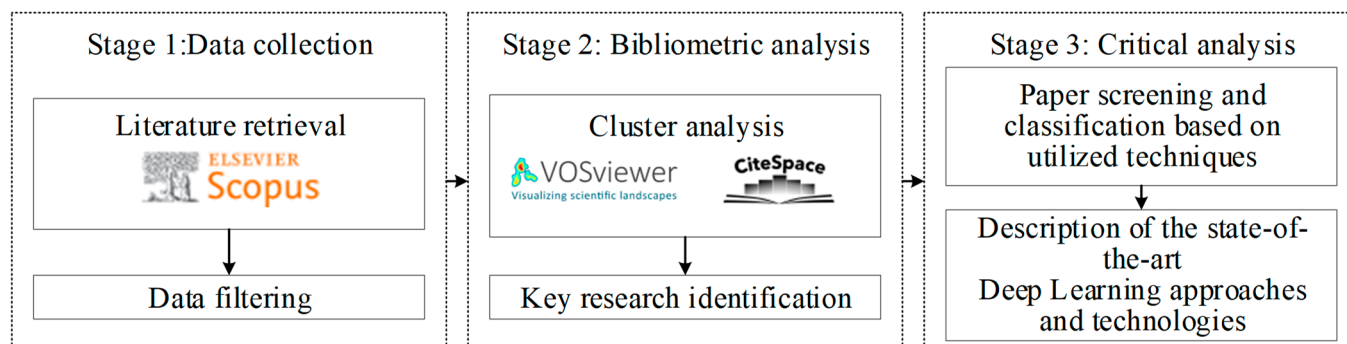 Stage 1:Data collection
Literature retrieval
ELSEVIER
Scopus
Data filtering
Stage 2: Bibliometric analysis
Cluster analysis
VOSviewer
Visualizing scientific landscapes
CiteSpace
Key research identification
Stage 3: Critical analysis
Paper screening and
classification based on
utilized techniques
Description of the state-of-
the-art
Deep Learning approaches
and technologies